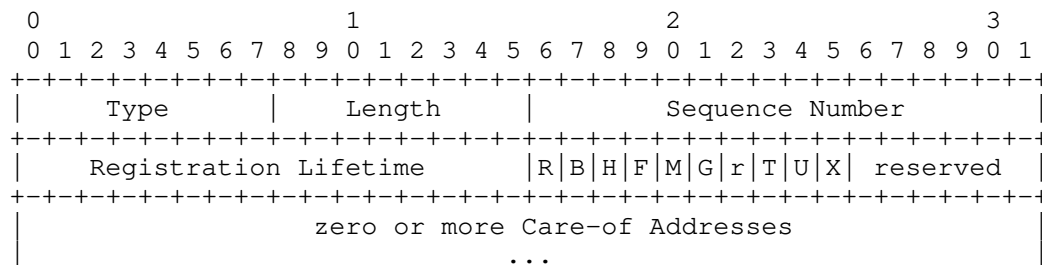 0                   1                   2                   3
0 1 2 3 4 5 6 7 8 9 0 1 2 3 4 5 6 7 8 9 0 1 2 3 4 5 6 7 8 9 0 1
+-+-+-+-+-+-+-+-+-+-+-+-+-+-+-+-+-+-+-+-+-+-+-+-+-+-+-+-+-+-+-+-+
|     Type      |    Length     |        Sequence Number        |
+-+-+-+-+-+-+-+-+-+-+-+-+-+-+-+-+-+-+-+-+-+-+-+-+-+-+-+-+-+-+-+-+
|    Registration Lifetime      |R|B|H|F|M|G|r|T|U|X| reserved  |
+-+-+-+-+-+-+-+-+-+-+-+-+-+-+-+-+-+-+-+-+-+-+-+-+-+-+-+-+-+-+-+-+
|                  zero or more Care-of Addresses               |
|                              ...                              |